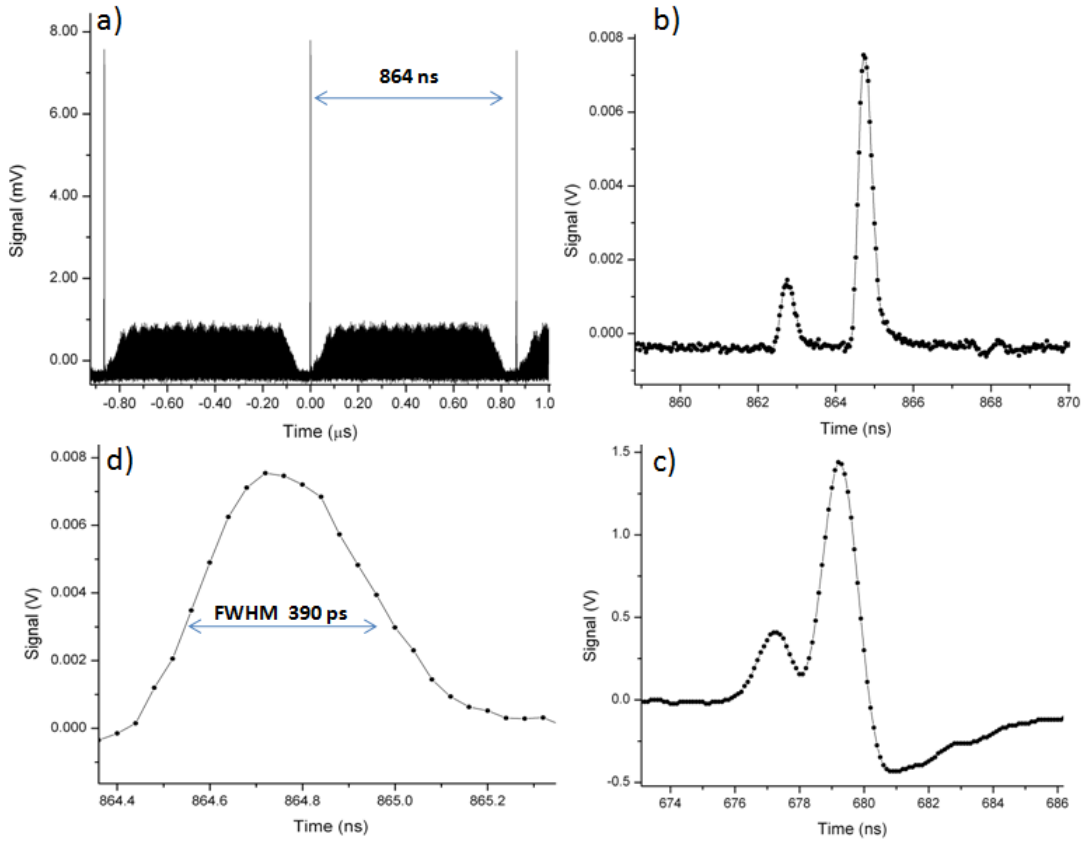 a)
8.00
6.00
4.00
2.00
0.00
Signal (mV)
864 ns
-0.80 -0.60 -0.40 -0.20 0.00 0.20 0.40 0.60 0.80 1.0
Time (μs)
b)
0.008
0.006
0.004
0.002
0.000
Signal (V)
860 862 864 866 868 870
Time (ns)
d)
0.008
0.006
0.004
0.002
0.000
Signal (V)
FWHM 390 ps
864.4 864.6 864.8 865.0 865.2
Time (ns)
c)
1.5
1.0
0.5
0.0
-0.5
Signal (V)
674 676 678 680 682 684 686
Time (ns)